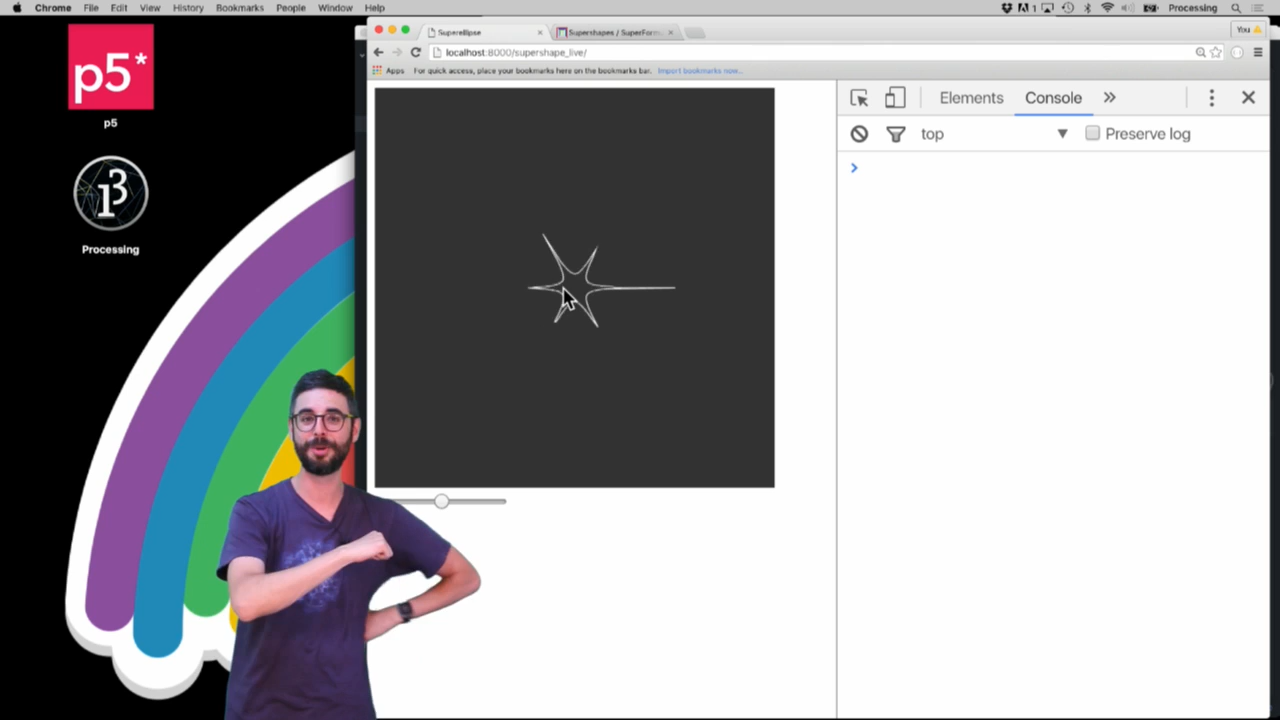 Chrome File Edit View History Bookmarks People Window Help 1 Processing
p5*
p5
Processing
Superellipse
Supershapes / SuperForm...
You
localhost:8000/supershape_live/
Apps For quick access, place your bookmarks here on the bookmarks bar. Import bookmarks now...
Elements Console
top Preserve log